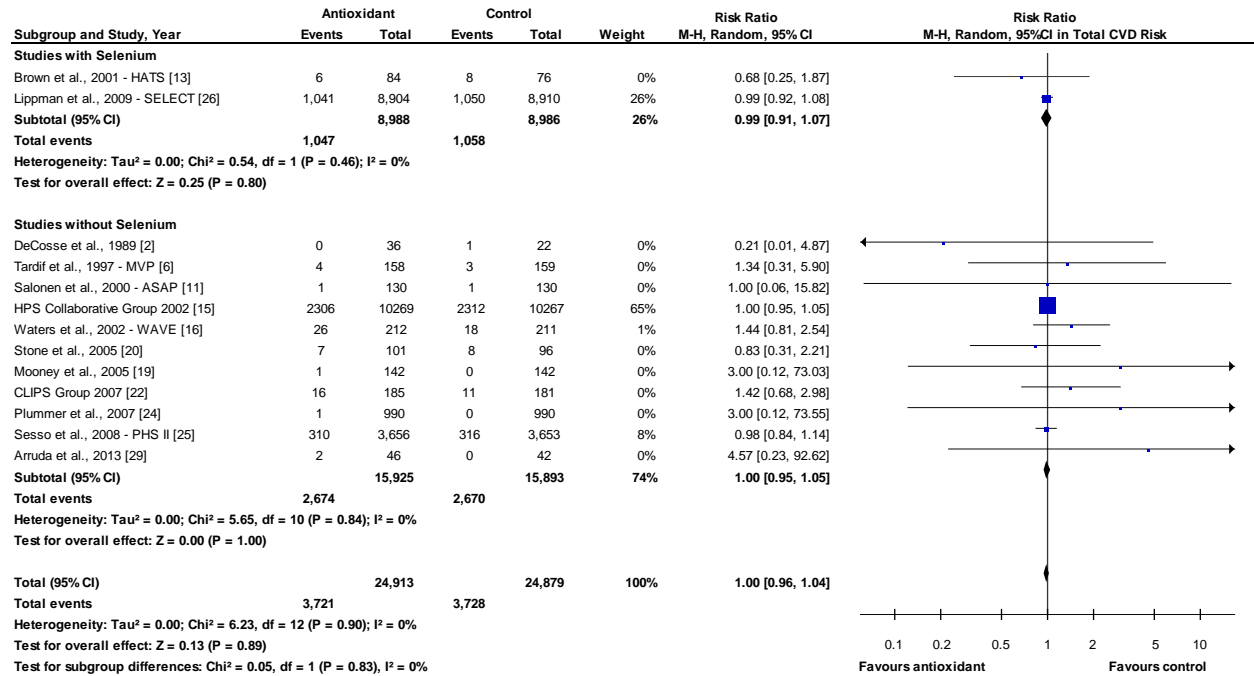 Antioxidant Control Risk Ratio Risk Ratio
Subgroup and Study, Year Events Total Events Total Weight M-H, Random, 95% CI M-H, Random, 95%CI in Total CVD Risk
Studies with Selenium
Brown et al., 2001 - HATS [13] 6 84 8 76 0% 0.68 [0.25, 1.87]
Lippman et al., 2009 - SELECT [26] 1,041 8,904 1,050 8,910 26% 0.99 [0.92, 1.08]
Subtotal (95% CI) 8,988 8,986 26% 0.99 [0.91, 1.07]
Total events 1,047 1,058
Heterogeneity: Tau² = 0.00; Chi² = 0.54, df = 1 (P = 0.46); I² = 0%
Test for overall effect: Z = 0.25 (P = 0.80)
Studies without Selenium
DeCosse et al., 1989 [2] 0 36 1 22 0% 0.21 [0.01, 4.87]
Tardif et al., 1997 - MVP [6] 4 158 3 159 0% 1.34 [0.31, 5.90]
Salonen et al., 2000 - ASAP [11] 1 130 1 130 0% 1.00 [0.06, 15.82]
HPS Collaborative Group 2002 [15] 2306 10269 2312 10267 65% 1.00 [0.95, 1.05]
Waters et al., 2002 - WAVE [16] 26 212 18 211 1% 1.44 [0.81, 2.54]
Stone et al., 2005 [20] 7 101 8 96 0% 0.83 [0.31, 2.21]
Mooney et al., 2005 [19] 1 142 0 142 0% 3.00 [0.12, 73.03]
CLIPS Group 2007 [22] 16 185 11 181 0% 1.42 [0.68, 2.98]
Plummer et al., 2007 [24] 1 990 0 990 0% 3.00 [0.12, 73.55]
Sesso et al., 2008 - PHS II [25] 310 3,656 316 3,653 8% 0.98 [0.84, 1.14]
Arruda et al., 2013 [29] 2 46 0 42 0% 4.57 [0.23, 92.62]
Subtotal (95% CI) 15,925 15,893 74% 1.00 [0.95, 1.05]
Total events 2,674 2,670
Heterogeneity: Tau² = 0.00; Chi² = 5.65, df = 10 (P = 0.84); I² = 0%
Test for overall effect: Z = 0.00 (P = 1.00)
Total (95% CI) 24,913 24,879 100% 1.00 [0.96, 1.04]
Total events 3,721 3,728
Heterogeneity: Tau² = 0.00; Chi² = 6.23, df = 12 (P = 0.90); I² = 0%
Test for overall effect: Z = 0.13 (P = 0.89)
Test for subgroup differences: Chi² = 0.05, df = 1 (P = 0.83), I² = 0%
0.1 0.2 0.5 1 2 5 10
Favours antioxidant Favours control